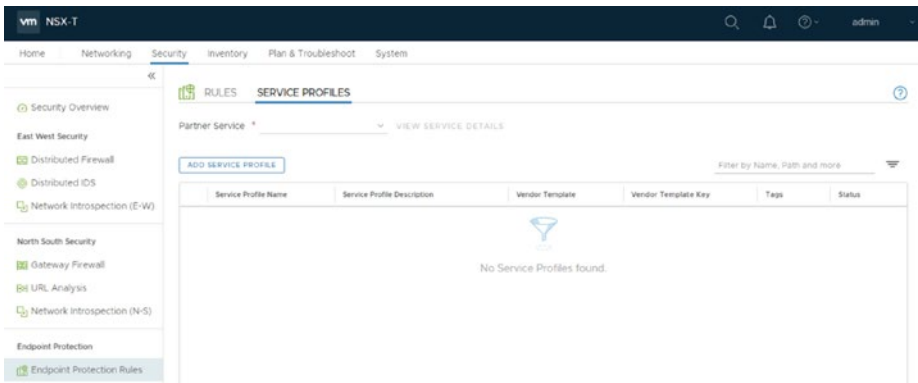 vm NSX-T
admin
Home Networking Security Inventory Plan & Troubleshoot System
RULES SERVICE PROFILES
Security Overview
Partner Service * VIEW SERVICE DETAILS
East West Security
Distributed Firewall
ADD SERVICE PROFILE
Filter by Name, Path and more
Distributed IDS
Network Introspection (E-W)
Service Profile Name Service Profile Description Vendor Template Vendor Template Key Tags Status
North South Security
Gateway Firewall
No Service Profiles found.
URL Analysis
Network Introspection (N-S)
Endpoint Protection
Endpoint Protection Rules